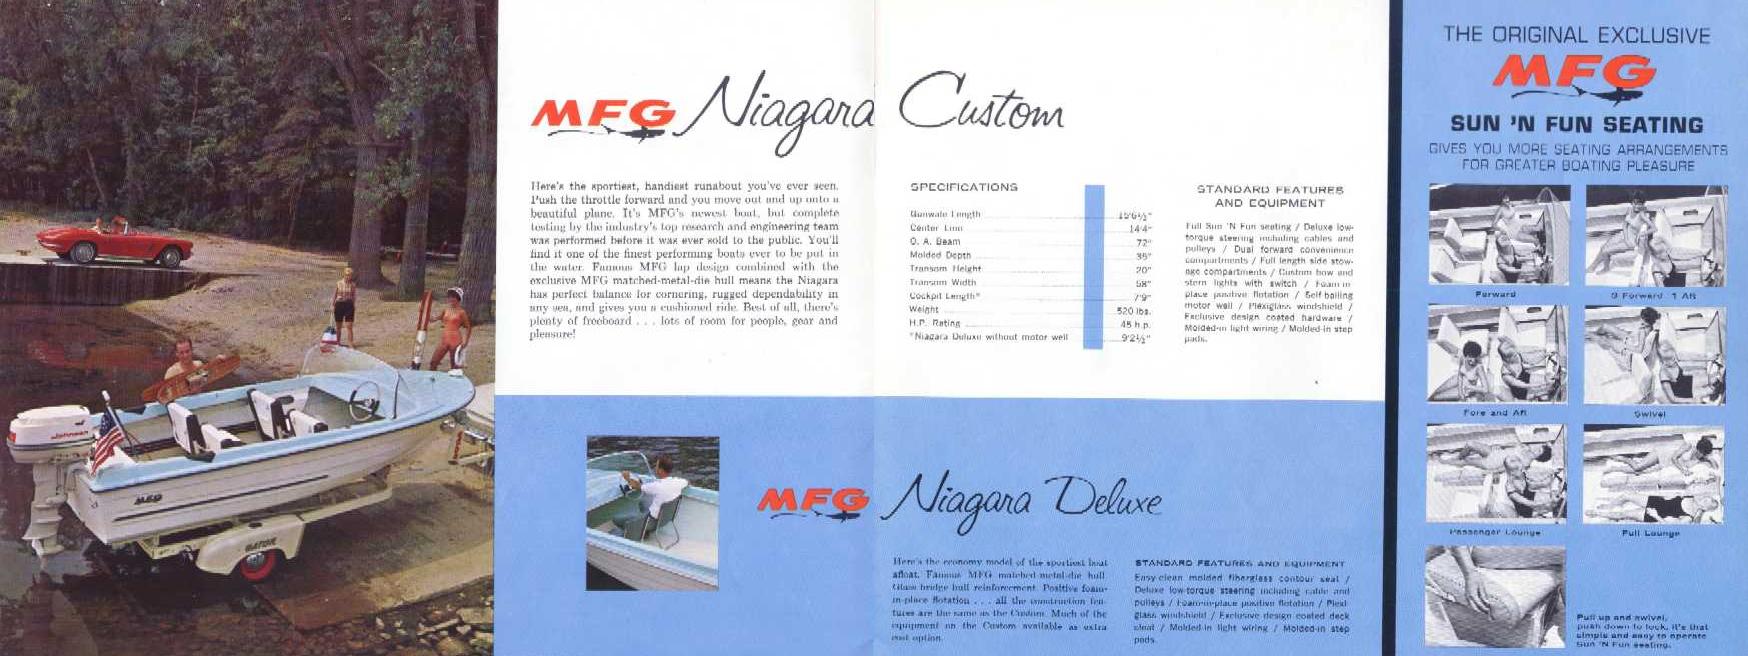 Johnson
MFG
GATOR
MFG Niagara Custom
Here's the sportiest, handiest runabout you've ever seen.
Push the throttle forward and you move out and up onto a
beautiful plane. It's MFG's newest boat, but complete
testing by the industry's top research and engineering team
was performed before it was ever sold to the public. You'll
find it one of the finest performing boats ever to be put in
the water. Famous MFG lap design combined with the
exclusive MFG matched-metal-die hull means the Niagara
has perfect balance for cornering, rugged dependability in
any sea, and gives you a cushioned ride. Best of all, there's
plenty of freeboard . . . lots of room for people, gear and
pleasure!
SPECIFICATIONS
Gunwale Length 15'6½"
Center Line 14'4"
O. A. Beam 72"
Molded Depth 35"
Transom Height 20"
Transom Width 58"
Cockpit Length* 7'9"
Weight 520 lbs.
H.P. Rating 45 h.p.
*Niagara Deluxe without motor well 9'2½"
STANDARD FEATURES
AND EQUIPMENT
Full Sun 'N Fun seating / Deluxe low-
torque steering including cables and
pulleys / Dual forward convenience
compartments / Full length side stow-
age compartments / Custom bow and
stern lights with switch / Foam-in-
place positive flotation / Self-bailing
motor well / Plexiglass windshield /
Exclusive design coated hardware /
Molded-in light wiring / Molded-in step
pads.
MFG Niagara Deluxe
Here's the economy model of the sportiest boat
afloat. Famous MFG matched-metal-die hull.
Glass bridge hull reinforcement. Positive foam-
in-place flotation . . . all the construction fea-
tures are the same as the Custom. Much of the
equipment on the Custom available as extra
cost option.
STANDARD FEATURES AND EQUIPMENT
Easy-clean molded fiberglass contour seat /
Deluxe low-torque steering including cable and
pulleys / Foam-in-place positive flotation / Plexi-
glass windshield / Exclusive design coated deck
cleat / Molded-in light wiring / Molded-in step
pads.
THE ORIGINAL EXCLUSIVE
MFG
SUN 'N FUN SEATING
GIVES YOU MORE SEATING ARRANGEMENTS
FOR GREATER BOATING PLEASURE
Forward
3 Forward 1 Aft
Fore and Aft
Swivel
Passenger Lounge
Full Lounge
Pull up and swivel,
push down to lock, it's that
simple and easy to operate
Sun 'N Fun seating.